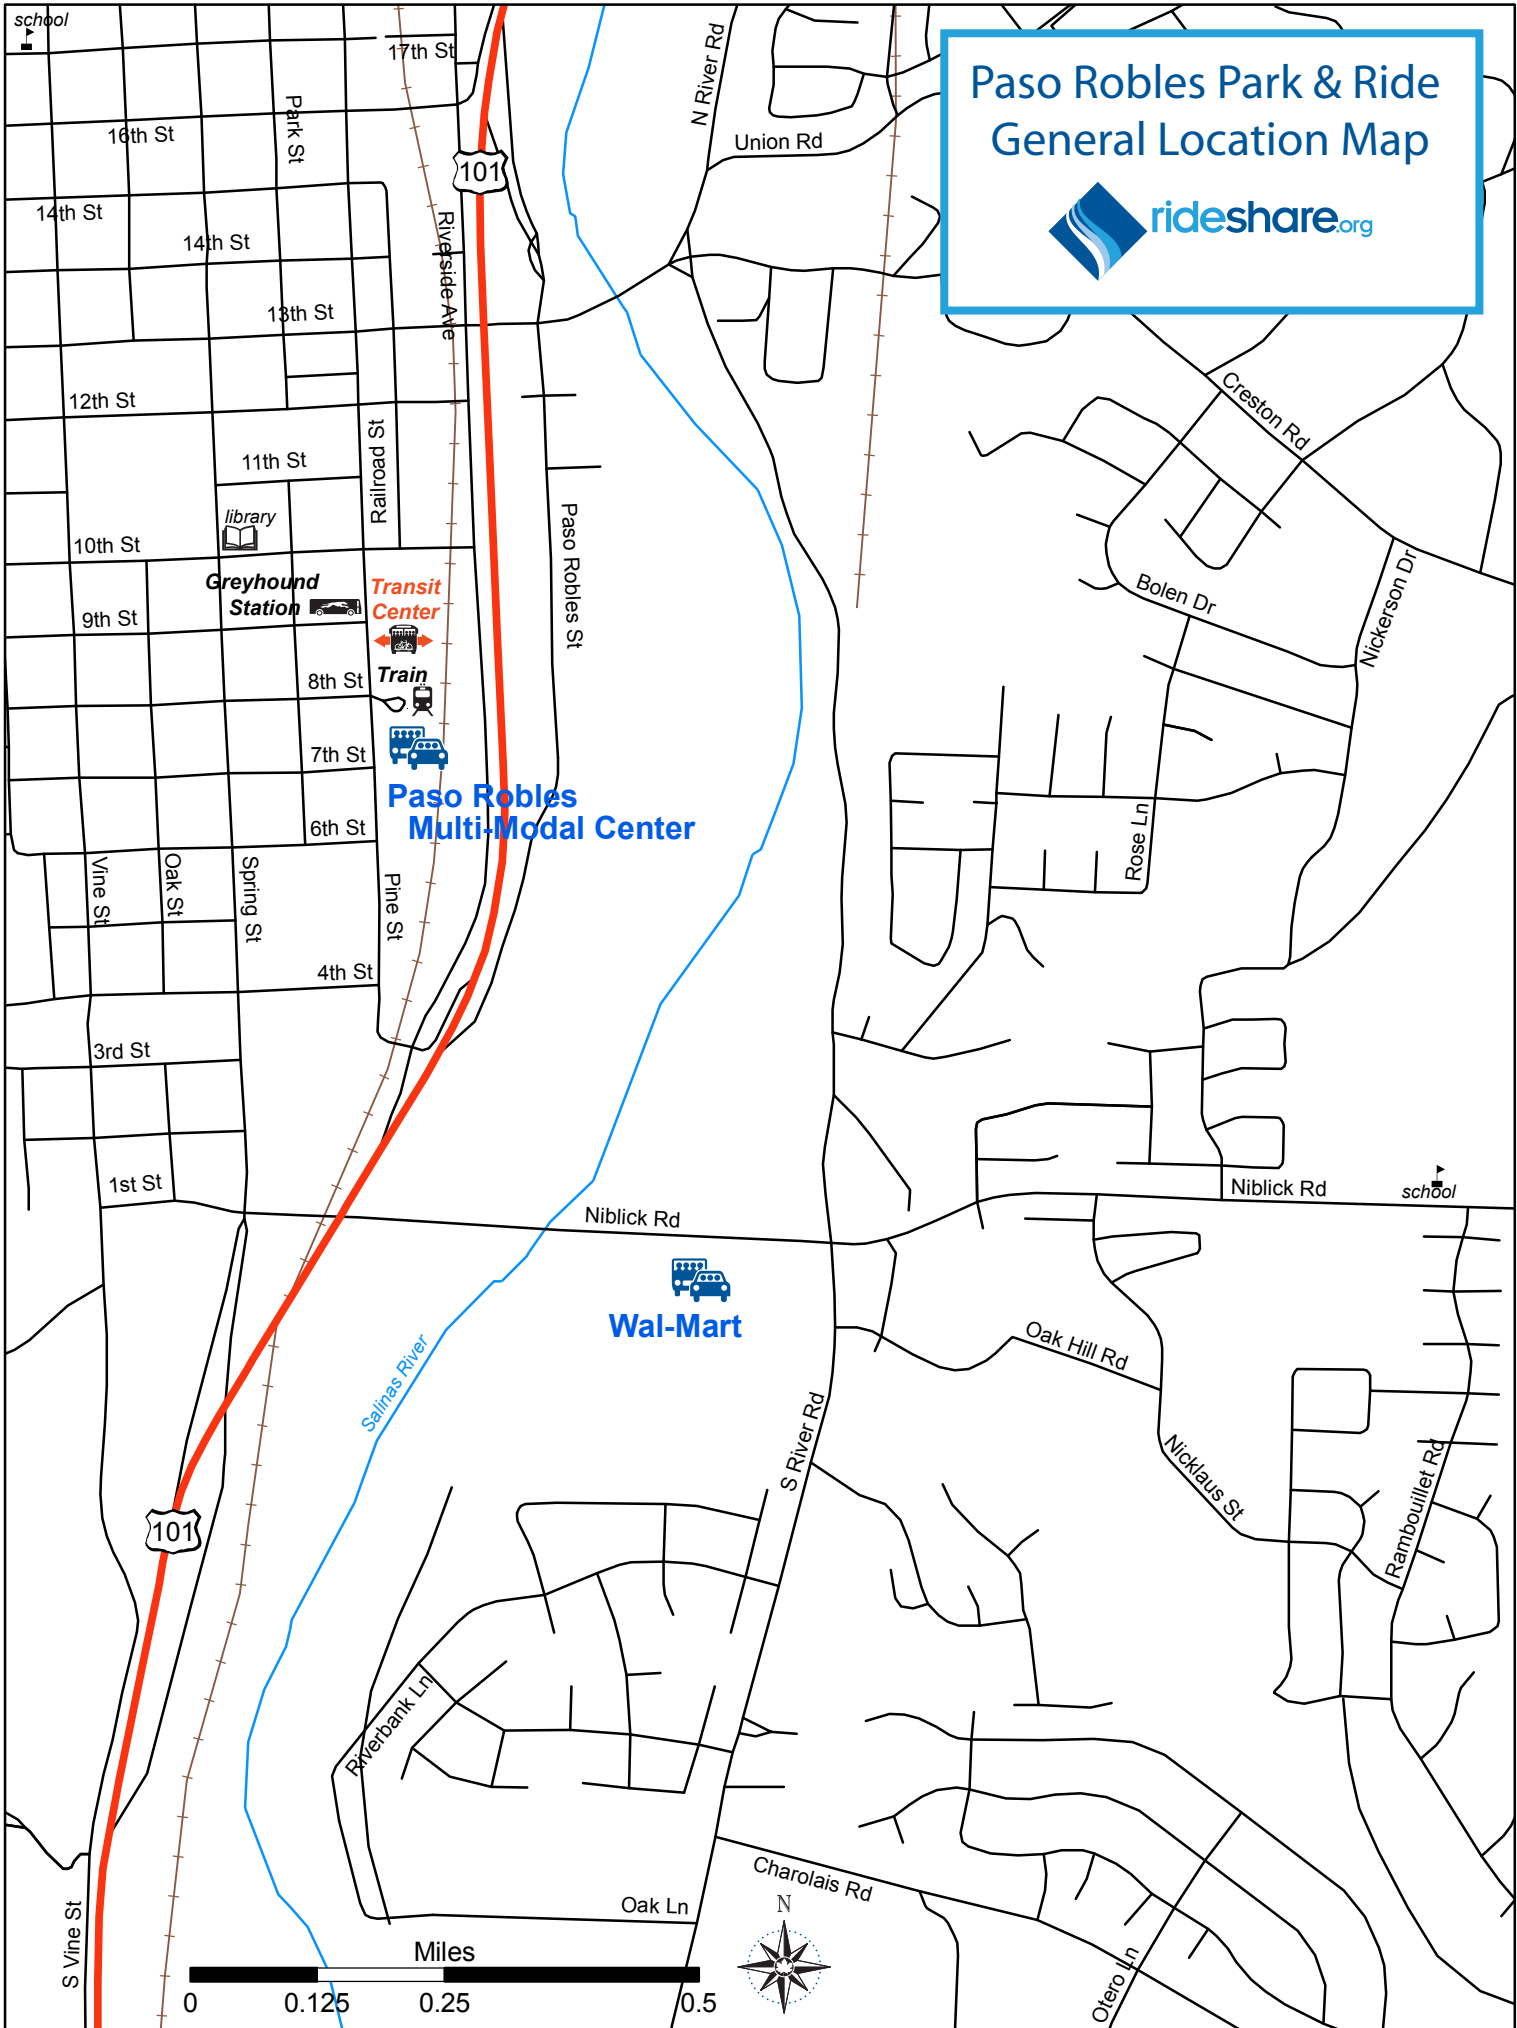 school
17th St
N River Rd
Paso Robles Park & Ride
General Location Map
rideshare.org
Park St
16th St
Union Rd
101
14th St
14th St
Riverside Ave
13th St
12th St
Creston Rd
11th St
Railroad St
library
10th St
Paso Robles St
Greyhound
Station
Transit
Center
9th St
Bolen Dr
Nickerson Dr
8th St
Train
7th St
Paso Robles
Multi-Modal Center
6th St
Rose Ln
Vine St
Oak St
Spring St
Pine St
4th St
3rd St
1st St
Niblick Rd
Niblick Rd
school
Wal-Mart
Oak Hill Rd
Salinas River
S River Rd
Nicklaus St
Rambouillet Rd
101
Riverbank Ln
Charolais Rd
Oak Ln
N
S Vine St
Miles
0
0.125
0.25
0.5
Otero Ln